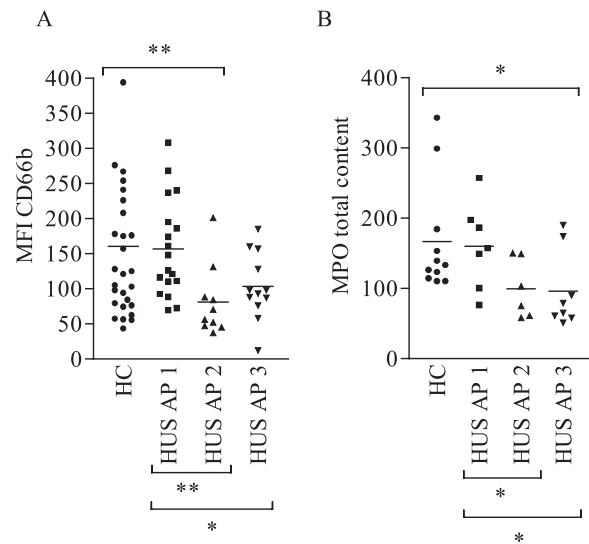 A
MFI CD66b
400
350
300
250
200
150
100
50
0
**
HC
HUS AP 1
HUS AP 2
HUS AP 3
**
*
B
MPO total content
400
300
200
100
0
*
HC
HUS AP 1
HUS AP 2
HUS AP 3
*
*